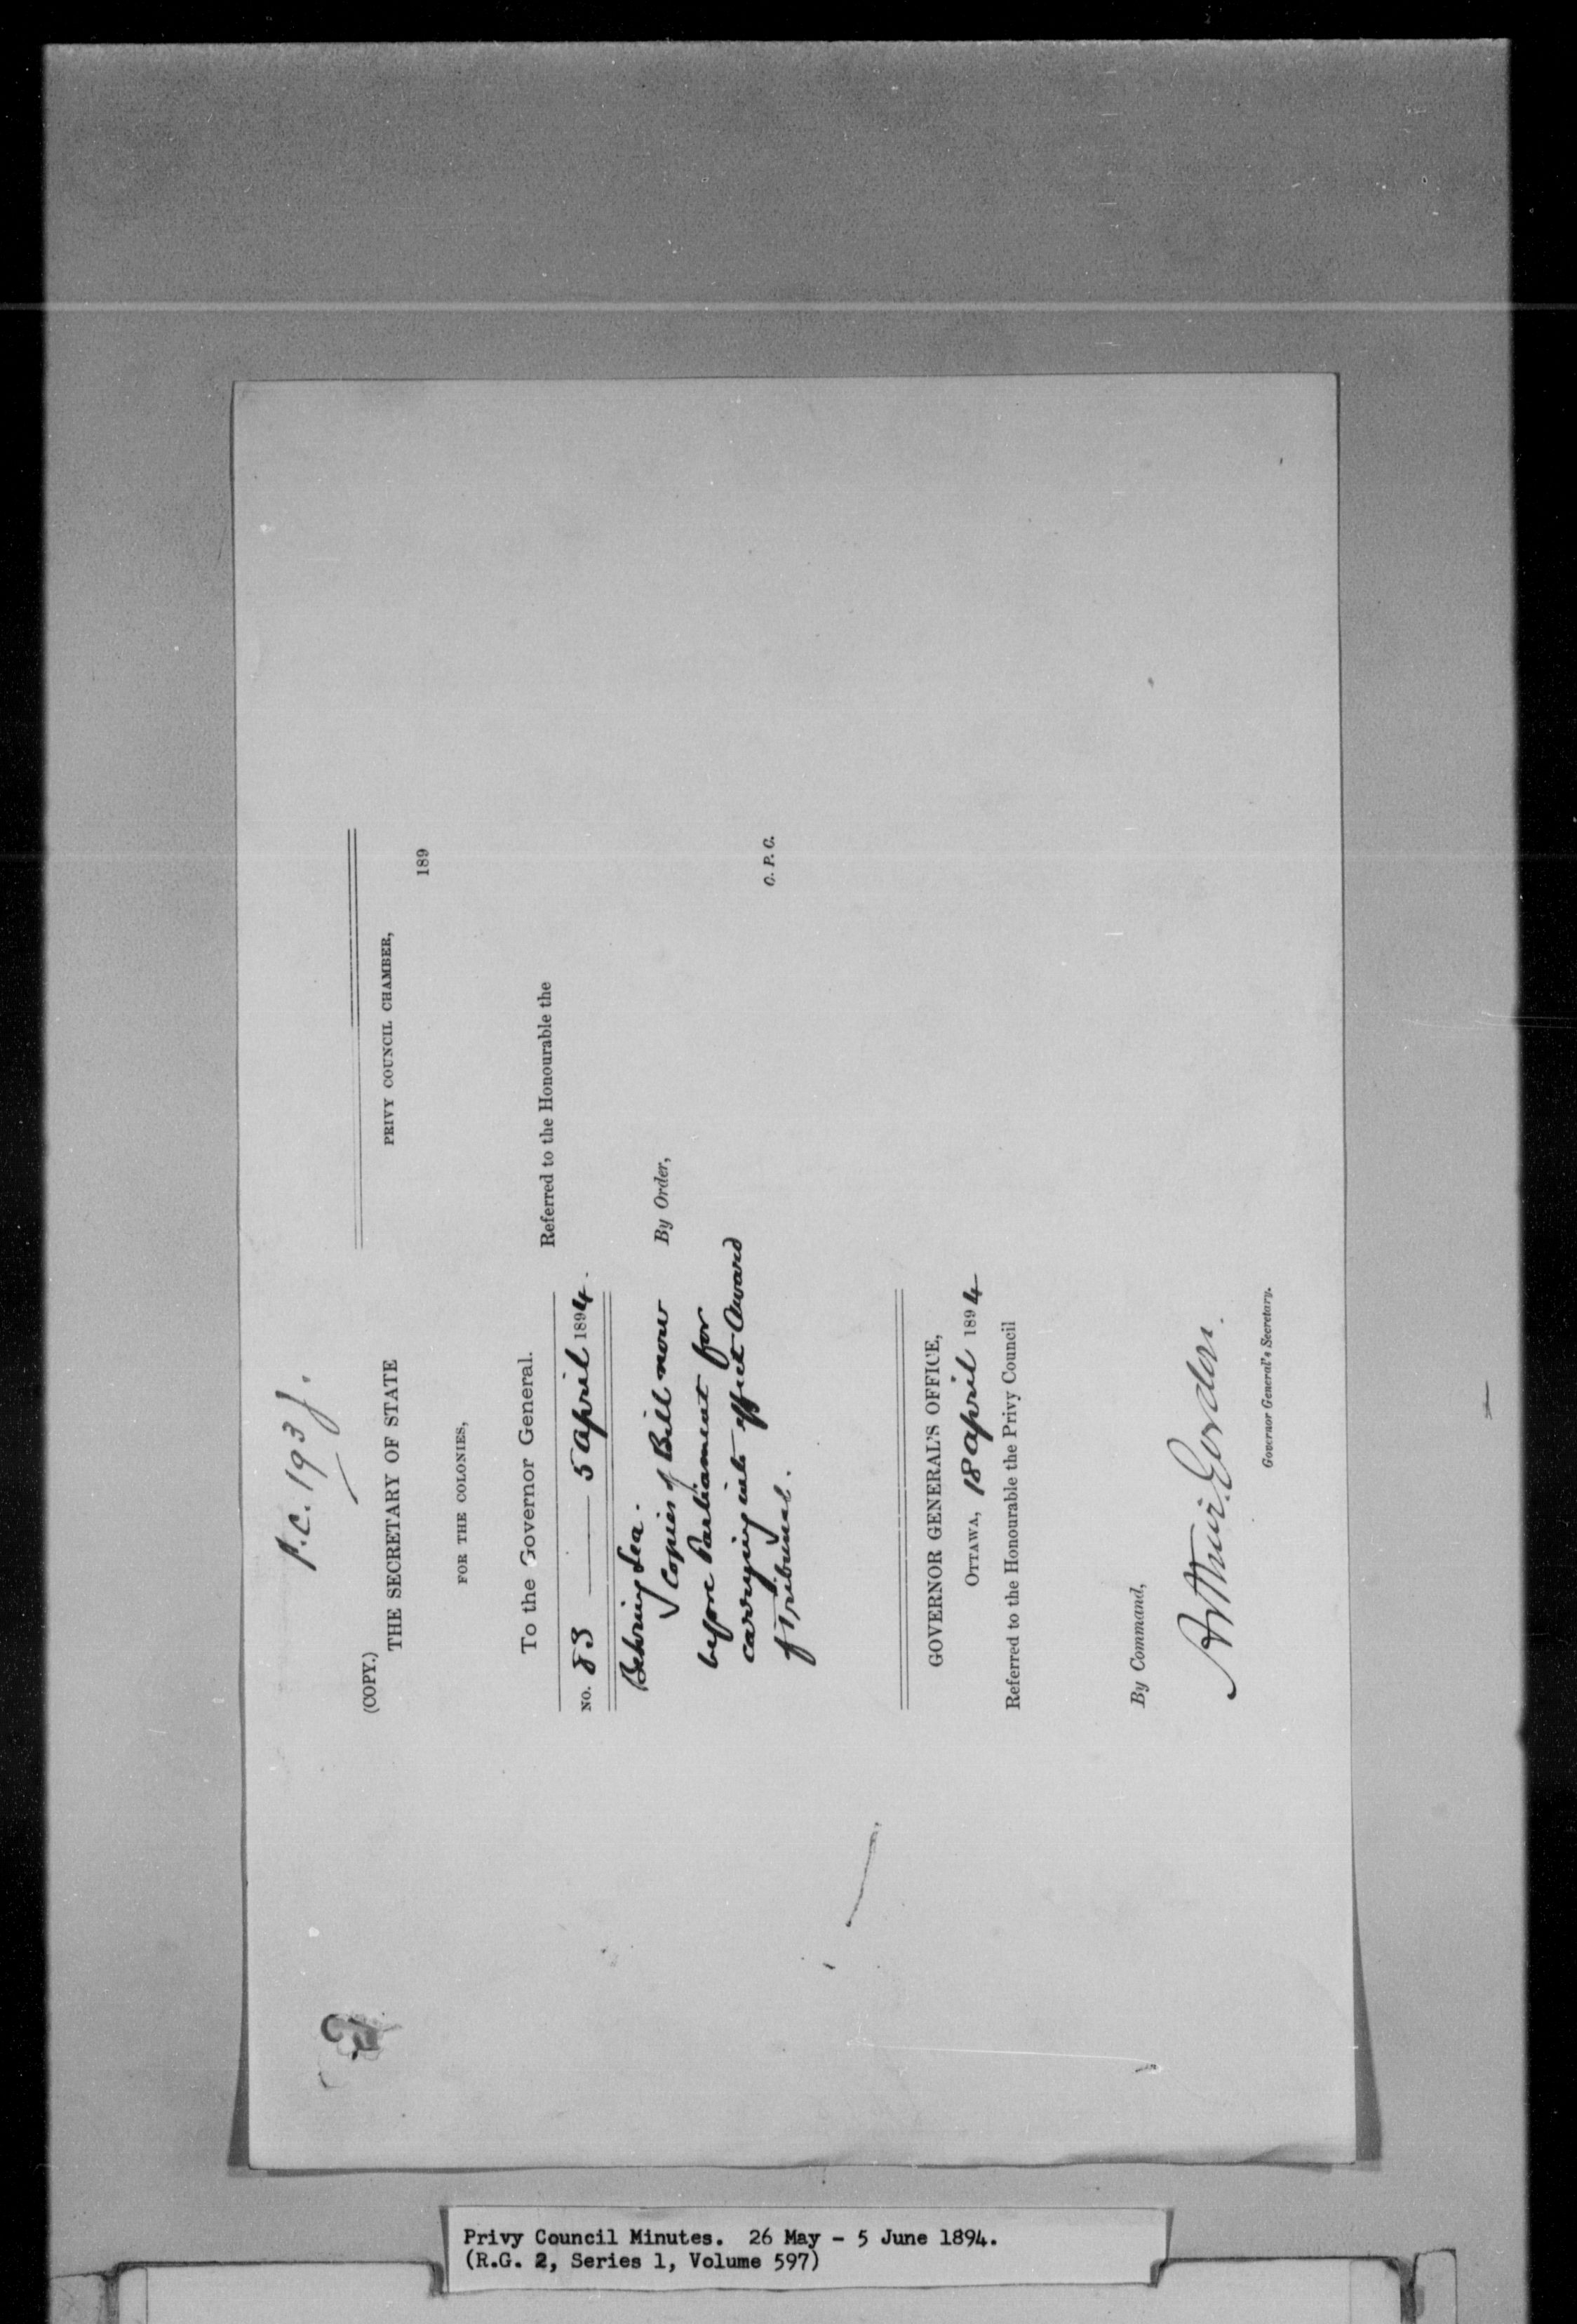 P.C. 193 J.
(COPY.)
THE SECRETARY OF STATE
FOR THE COLONIES,
To the Governor General.
NO. 83 5 April 1894.
Behring Sea.
Copies of Bill now
before Parliament for
carrying into effect Award
of Tribunal.
GOVERNOR GENERAL'S OFFICE,
OTTAWA, 18 April 1894
Referred to the Honourable the Privy Council
By Command,
Arthur Gordon.
Governor General's Secretary.
PRIVY COUNCIL CHAMBER,
189
Referred to the Honourable the
By Order,
C. P. C.
Privy Council Minutes. 26 May - 5 June 1894.
(R.G. 2, Series 1, Volume 597)